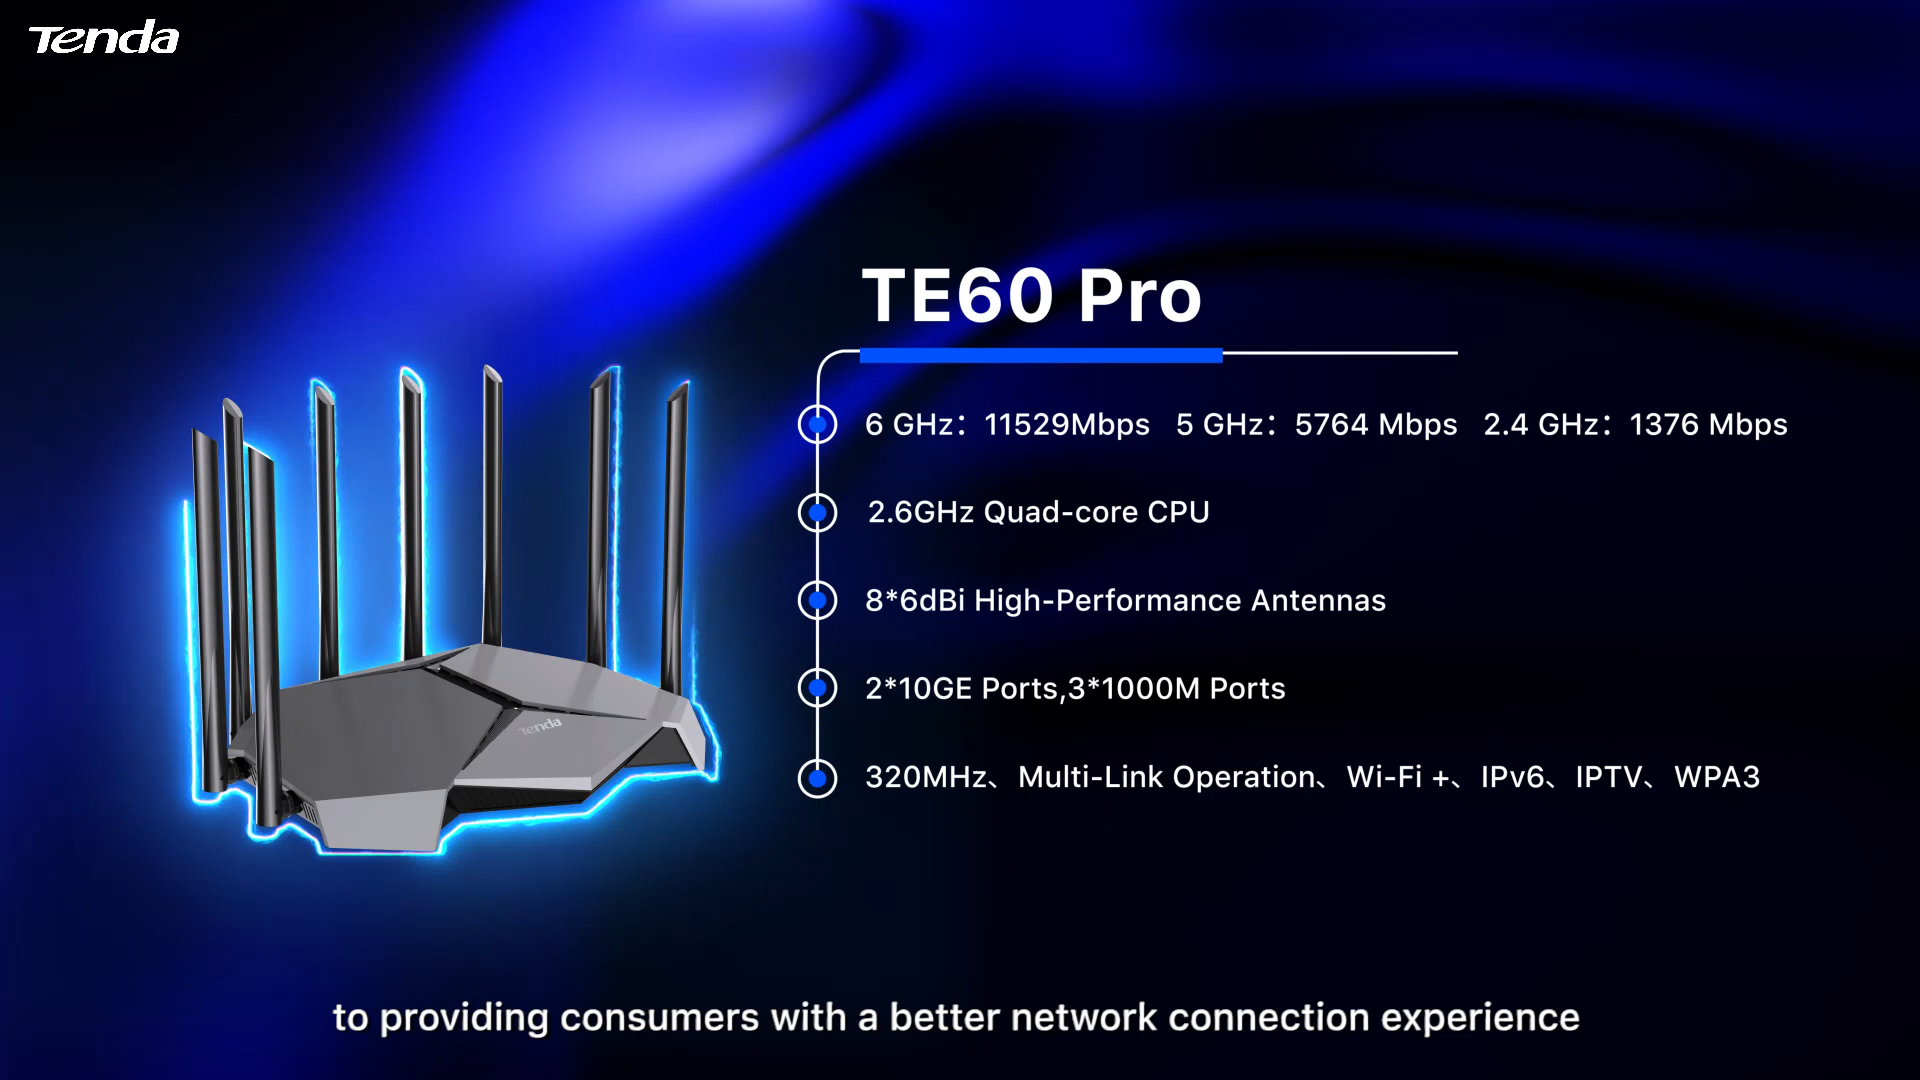 Tenda
TE60 Pro
6 GHz：11529Mbps 5 GHz：5764 Mbps 2.4 GHz：1376 Mbps
2.6GHz Quad-core CPU
8*6dBi High-Performance Antennas
2*10GE Ports,3*1000M Ports
320MHz、Multi-Link Operation、Wi-Fi +、IPv6、IPTV、WPA3
Tenda
to providing consumers with a better network connection experience